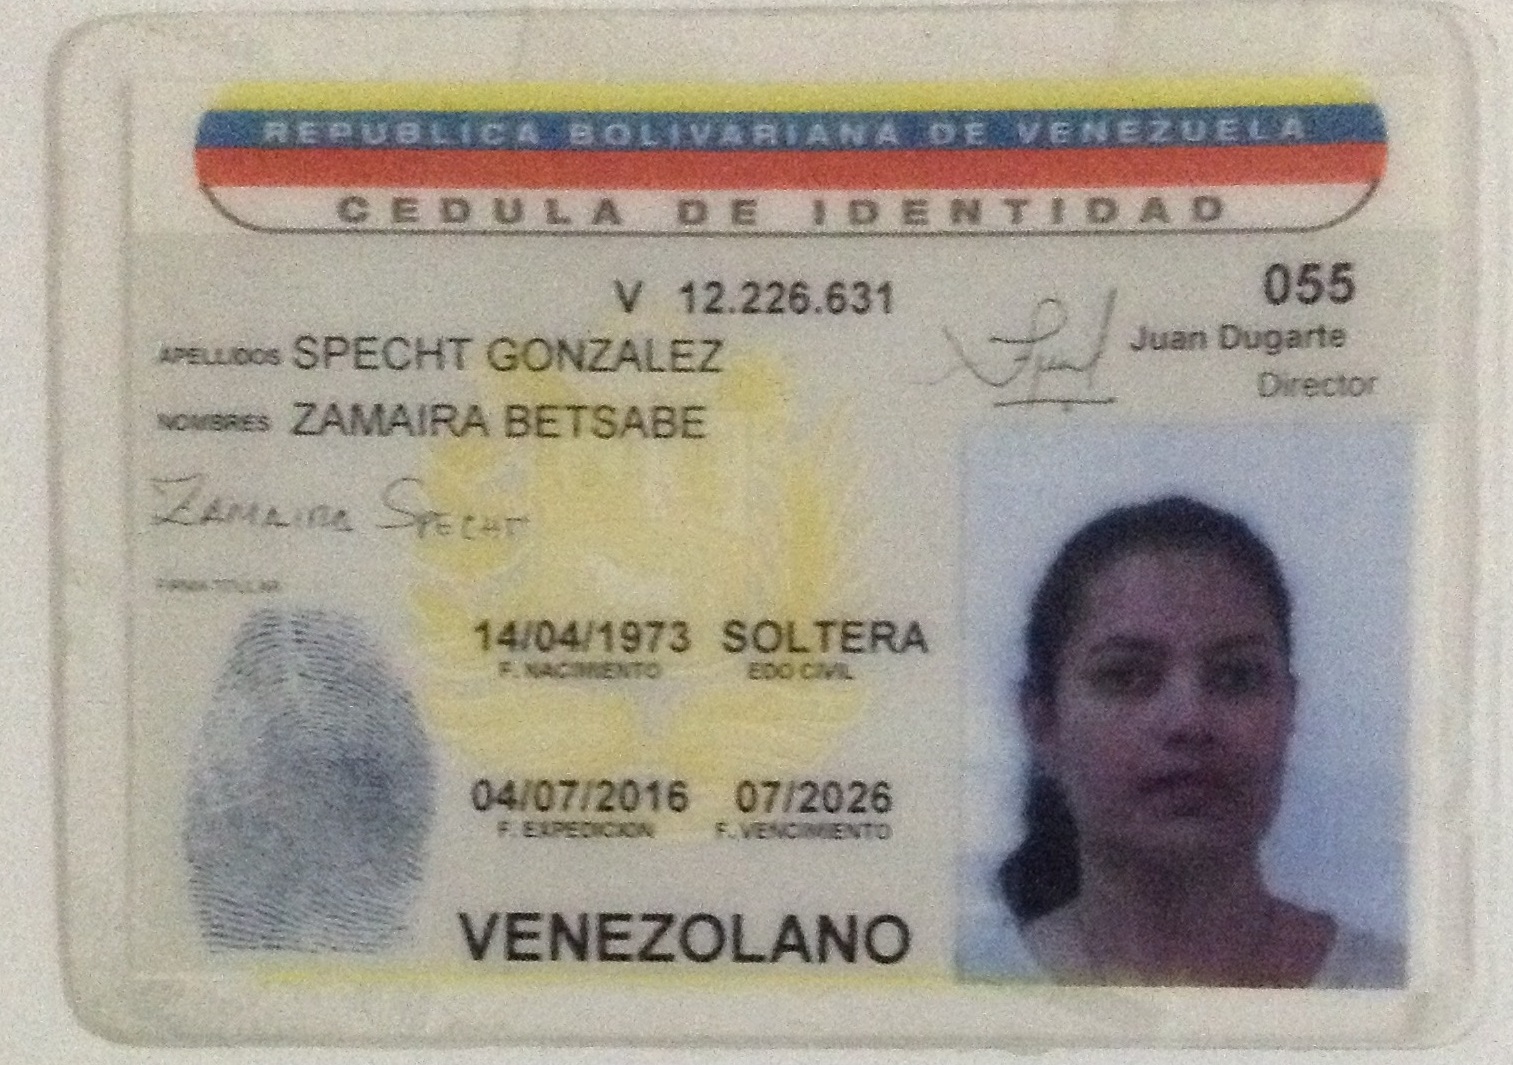 REPUBLICA BOLIVARIANA DE VENEZUELA
CEDULA DE IDENTIDAD
V 12.226.631
055
Juan Dugarte
Director
APELLIDOS SPECHT GONZALEZ
NOMBRES ZAMAIRA BETSABE
ZAMAIRA SPECHT
FIRMA TITULAR
14/04/1973 SOLTERA
F. NACIMIENTO EDO CIVIL
04/07/2016 07/2026
F. EXPEDICION F. VENCIMIENTO
VENEZOLANO